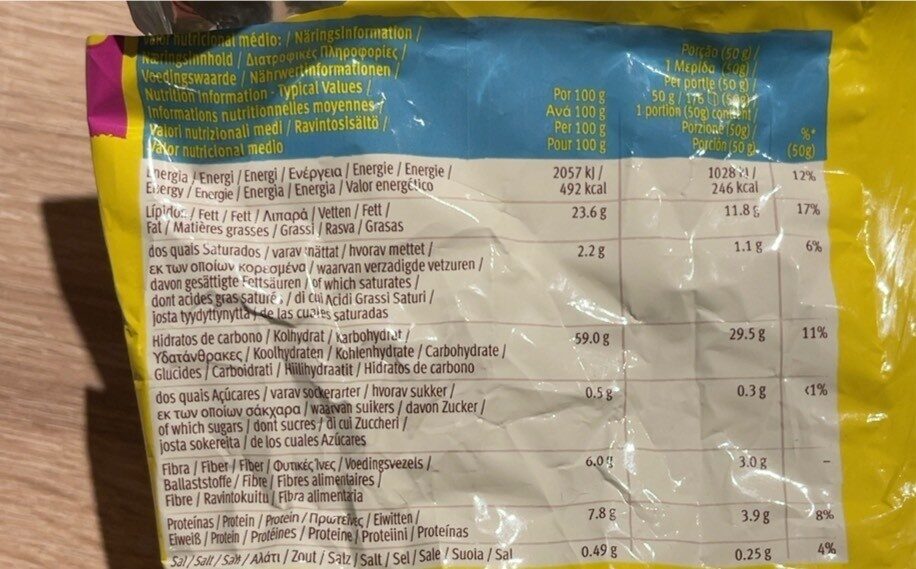 nutricional médio: / Näringsinformation /
Næringsinnhold / Διατροφικές Πληροφορίες /
Voedingswaarde / Nährwertinformationen /
Nutrition Information - Typical Values /
Informations nutritionnelles moyennes /
Valori nutrizionali medi / Ravintosisältö /
Valor nutricional medio
Por 100 g
Ανά 100 g
Per 100 g
Pour 100 g
Porção (50 g) /
1 Μερίδα (50g) /
Per portie (50 g) /
50 g /
1 portion (50g) /
Porzione (50g) /
Porción (50 g)
%*
(50g)
Energia / Energi / Energi / Ενέργεια / Energie / Energie /
Energy / Energie / Energia / Energia / Valor energético
2057 kJ /
492 kcal
1028 kJ /
246 kcal
12%
Lípidos / Fett / Fett / Λιπαρά / Vetten / Fett /
Fat / Matières grasses / Grassi / Rasva / Grasas
23.6 g
11.8 g
17%
dos quais Saturados / varav mättat / hvorav mettet /
εκ των οποίων κορεσμένα / waarvan verzadigde vetzuren /
davon gesättigte Fettsäuren / of which saturates /
dont acides gras saturés / di cui Acidi Grassi Saturi /
josta tyydyttynyttä / de las cuales saturadas
2.2 g
1.1 g
6%
Hidratos de carbono / Kolhydrat / Karbohydrat /
Υδατάνθρακες / Koolhydraten / Kohlenhydrate / Carbohydrate /
Glucides / Carboidrati / Hiilihydraatit / Hidratos de carbono
59.0 g
29.5 g
11%
dos quais Açúcares / varav sockerarter / hvorav sukker /
εκ των οποίων σάκχαρα / waarvan suikers / davon Zucker /
of which sugars / dont sucres / di cui Zuccheri /
josta sokereita / de los cuales Azúcares
0.5 g
0.3 g
<1%
Fibra / Fiber / Fiber / Φυτικές Ίνες / Voedingsvezels /
Ballaststoffe / Fibre / Fibres alimentaires /
Fibre / Ravintokuitu / Fibra alimentaria
6.0 g
3.0 g
-
Proteínas / Protein / Protein / Πρωτεΐνες / Eiwitten /
Eiweiß / Protein / Protéines / Proteine / Proteiini / Proteínas
7.8 g
3.9 g
8%
Sal / Salt / Salt / Αλάτι / Zout / Salz / Salt / Sel / Sale / Suola / Sal
0.49 g
0.25 g
4%